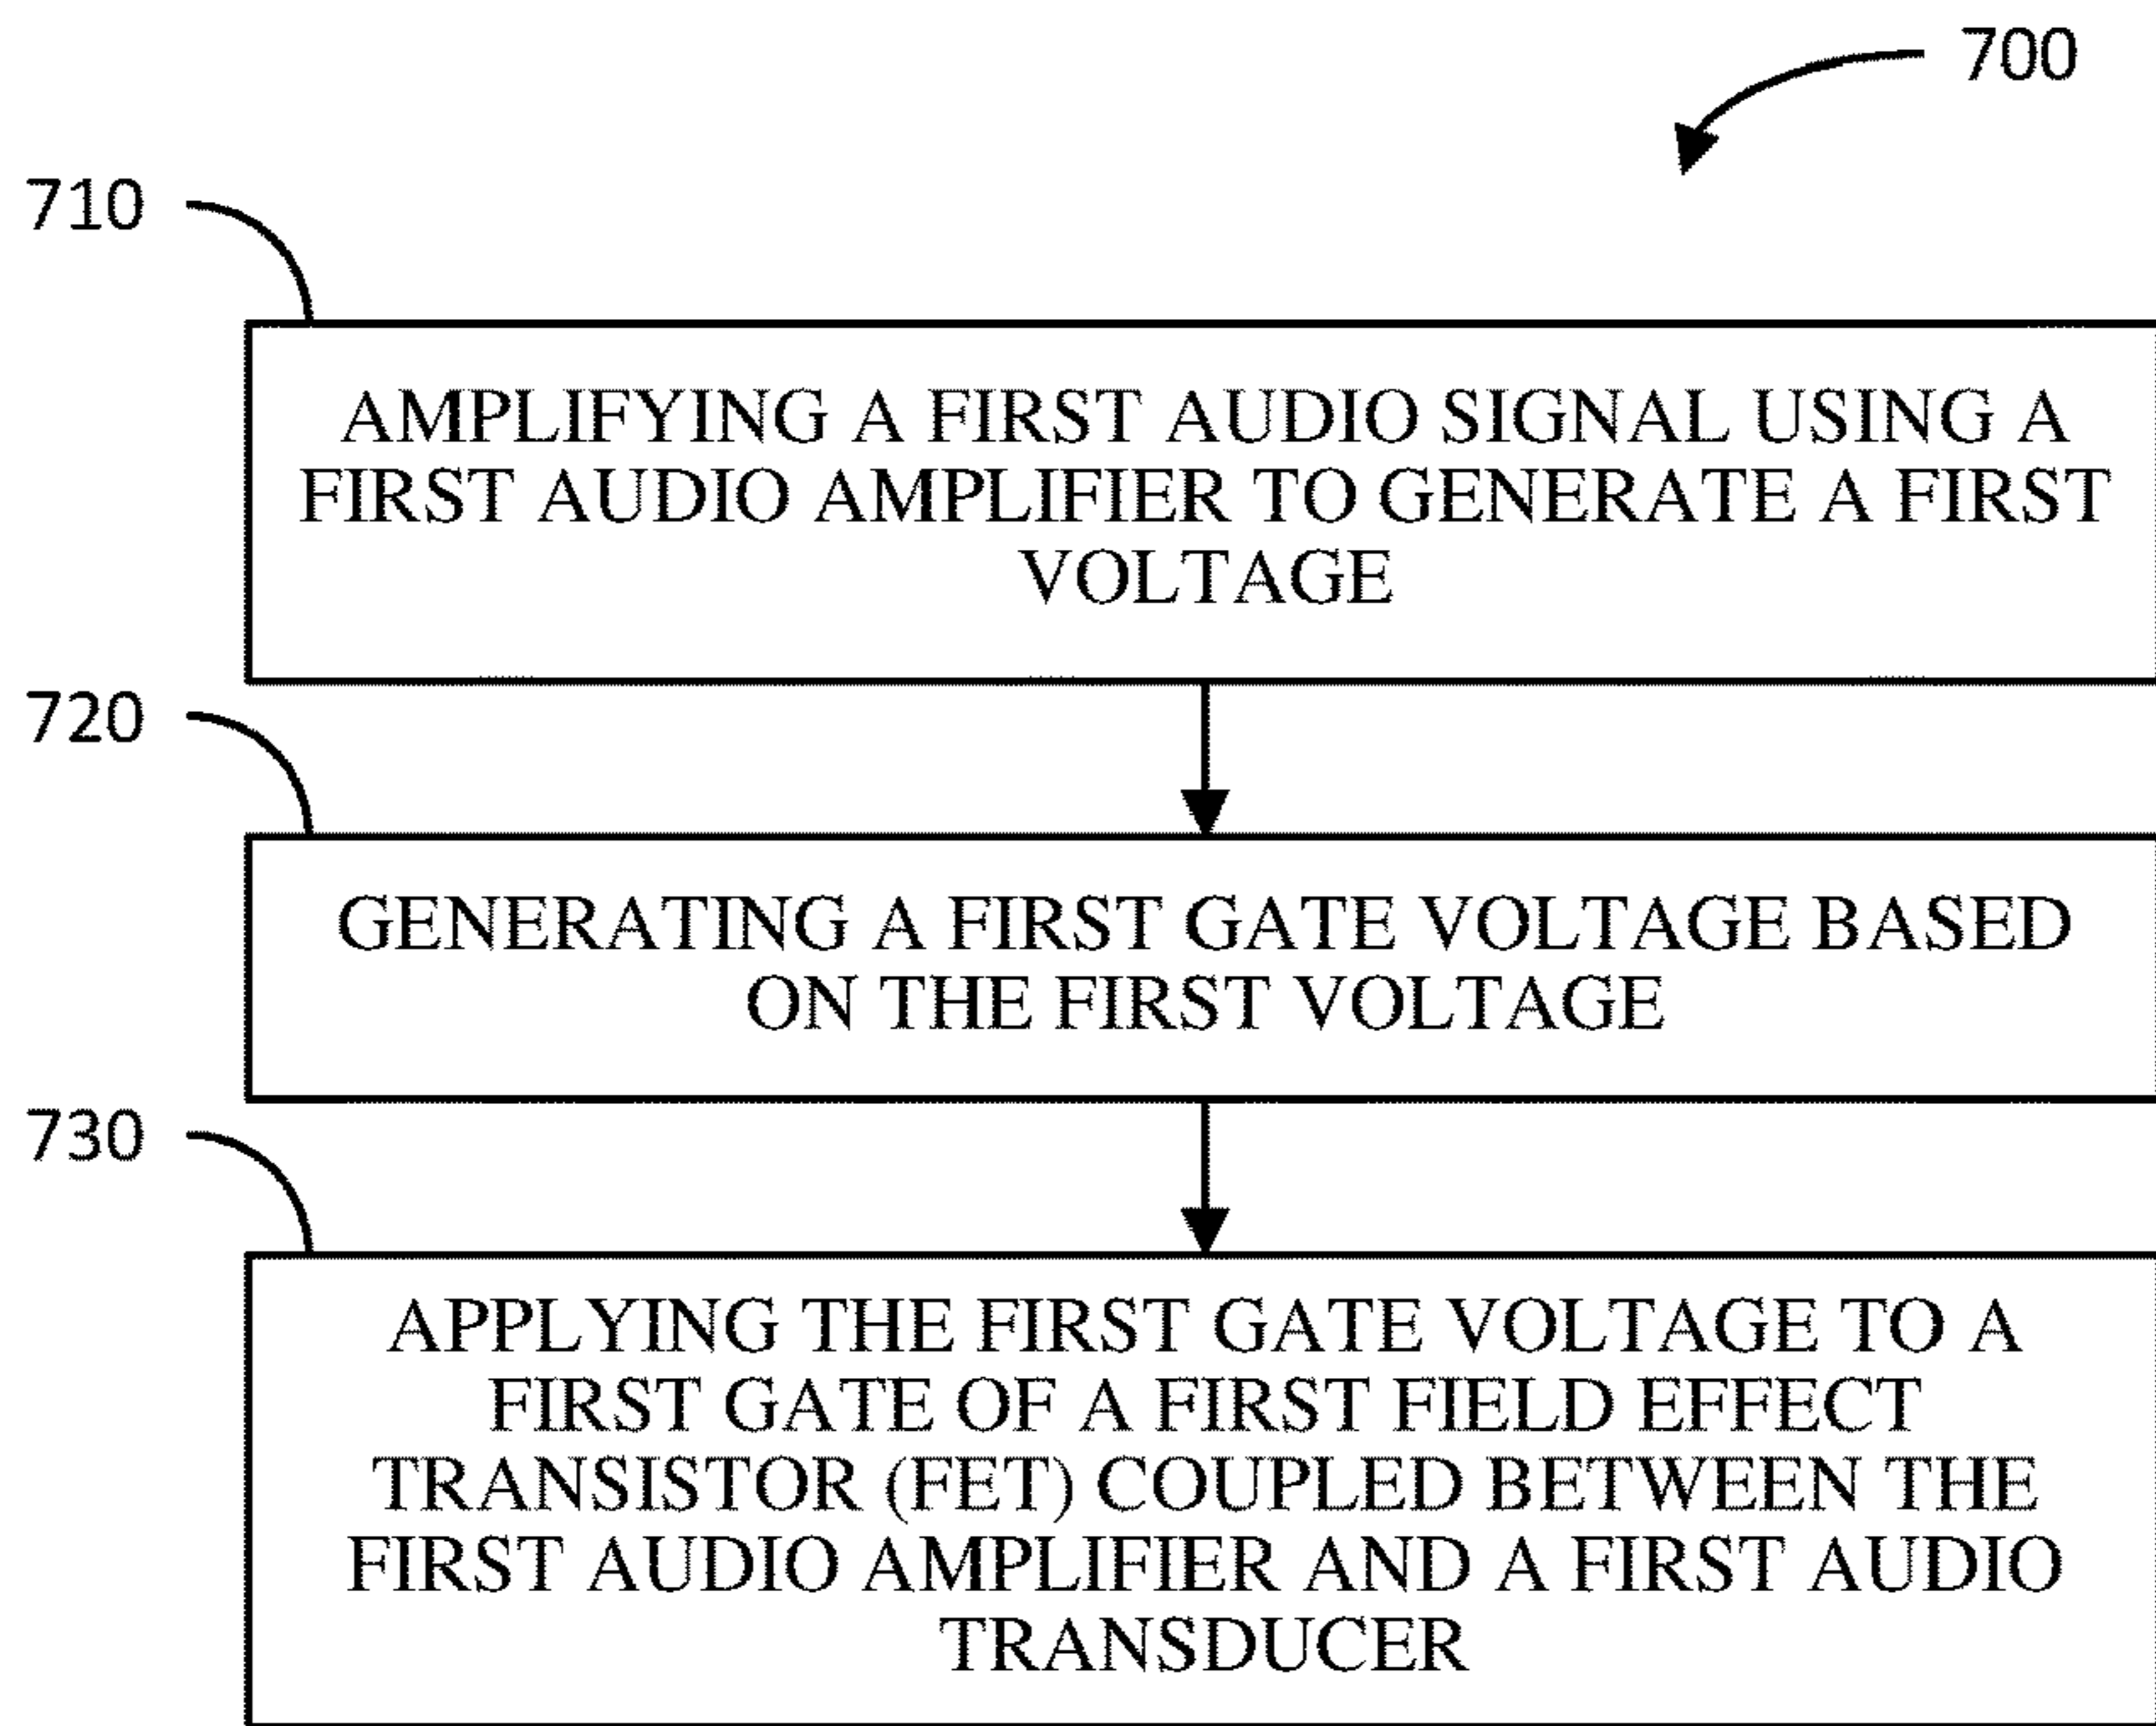 700
710
AMPLIFYING A FIRST AUDIO SIGNAL USING A
FIRST AUDIO AMPLIFIER TO GENERATE A FIRST
VOLTAGE
720
GENERATING A FIRST GATE VOLTAGE BASED
ON THE FIRST VOLTAGE
730
APPLYING THE FIRST GATE VOLTAGE TO A
FIRST GATE OF A FIRST FIELD EFFECT
TRANSISTOR (FET) COUPLED BETWEEN THE
FIRST AUDIO AMPLIFIER AND A FIRST AUDIO
TRANSDUCER